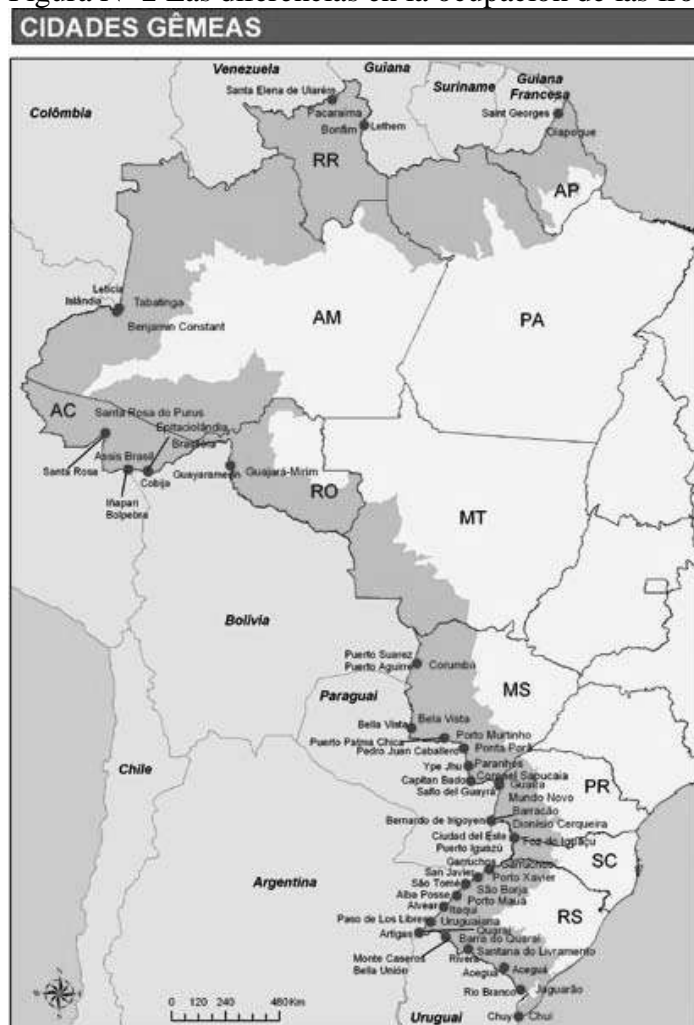 CIDADES GÊMEAS
Venezuela
Guiana
Suriname
Guiana
Francesa
Colômbia
Santa Elena de Uiarém
Pacaraima
Bonfim
Lethem
Saint Georges
Oiapoque
RR
AP
Letícia
Islândia
Tabatinga
Benjamin Constant
AM
PA
AC
Santa Rosa do Purus
Epitaciolândia
Brasiléia
Assis Brasil
Santa Rosa
Cobija
Iñapari
Bolpebra
Guayaramerín
Guajará-Mirim
RO
MT
Bolívia
Puerto Suarez
Puerto Aguirre
Corumbá
MS
Paraguai
Bella Vista
Bela Vista
Puerto Palma Chica
Porto Murtinho
Pedro Juan Caballero
Ponta Porã
Ype Jhu
Paranhos
Capitan Bado
Coronel Sapucaia
Salto del Guayrá
Guaíra
Mundo Novo
PR
Chile
Bernardo de Irigoyen
Barracão
Dionísio Cerqueira
Ciudad del Este
Puerto Iguazú
Foz do Iguaçu
SC
Argentina
Garruchos
Garruchos
San Javier
Porto Xavier
São Tomé
São Borja
Alba Posse
Porto Mauá
Alvear
Itaqui
RS
Paso de Los Libres
Uruguaiana
Artigas
Quaraí
Barra do Quaraí
Monte Caseros
Bella Unión
Rivera
Santana do Livramento
Aceguá
Aceguá
Rio Branco
Jaguarão
Chuy
Chuí
Uruguai
0 120 240 480 Km